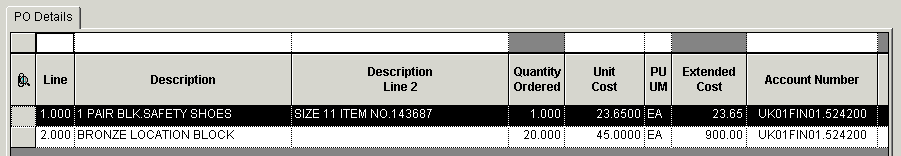 PO Details
Line Description Description Line 2 Quantity Ordered Unit Cost PU UM Extended Cost Account Number
1.000 1 PAIR BLK.SAFETY SHOES SIZE 11 ITEM NO.143687 1.000 23.6500 EA 23.65 UK01FIN01.524200
2.000 BRONZE LOCATION BLOCK 20.000 45.0000 EA 900.00 UK01FIN01.524200